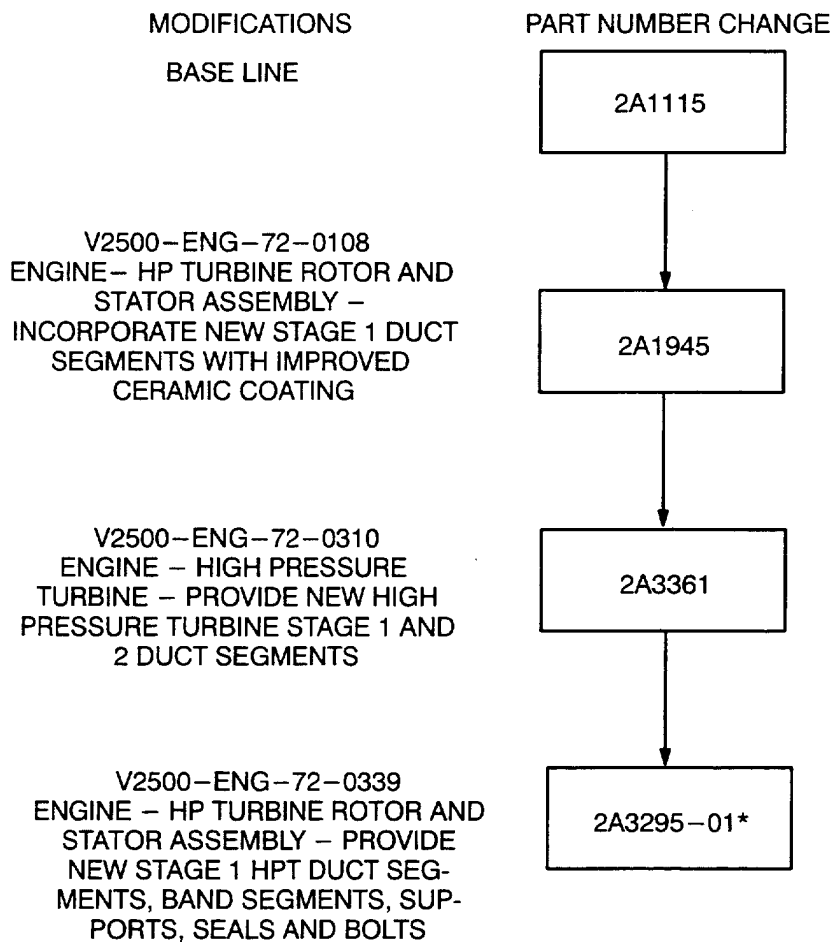 MODIFICATIONS
PART NUMBER CHANGE
BASE LINE
2A1115
V2500–ENG–72–0108
ENGINE– HP TURBINE ROTOR AND
STATOR ASSEMBLY –
INCORPORATE NEW STAGE 1 DUCT
SEGMENTS WITH IMPROVED
CERAMIC COATING
2A1945
V2500–ENG–72–0310
ENGINE – HIGH PRESSURE
TURBINE – PROVIDE NEW HIGH
PRESSURE TURBINE STAGE 1 AND
2 DUCT SEGMENTS
2A3361
V2500–ENG–72–0339
ENGINE – HP TURBINE ROTOR AND
STATOR ASSEMBLY – PROVIDE
NEW STAGE 1 HPT DUCT SEG-
MENTS, BAND SEGMENTS, SUP-
PORTS, SEALS AND BOLTS
2A3295–01*